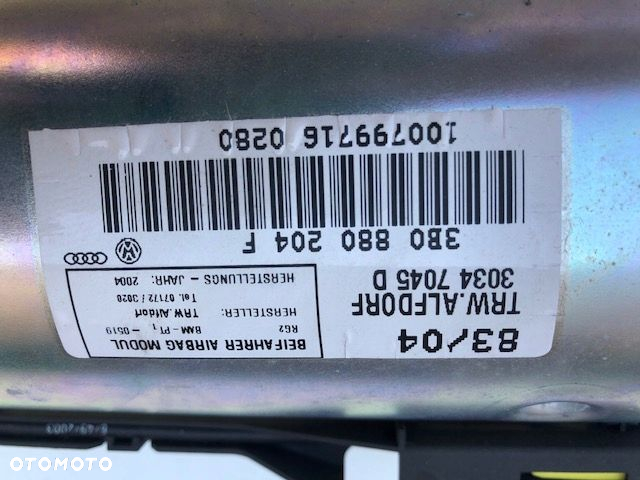 83/04
TRW.ALFDORF
3034 7045 D
BEIFAHRER AIRBAG MODUL
RG2 BAM - PT1 - 0519
HERSTELLER: TRW.Alfdorf
Tel. 07172 / 3020
HERSTELLUNGS - JAHR: 2004
3B0 880 204 F
100799716 0280
OTOMOTO